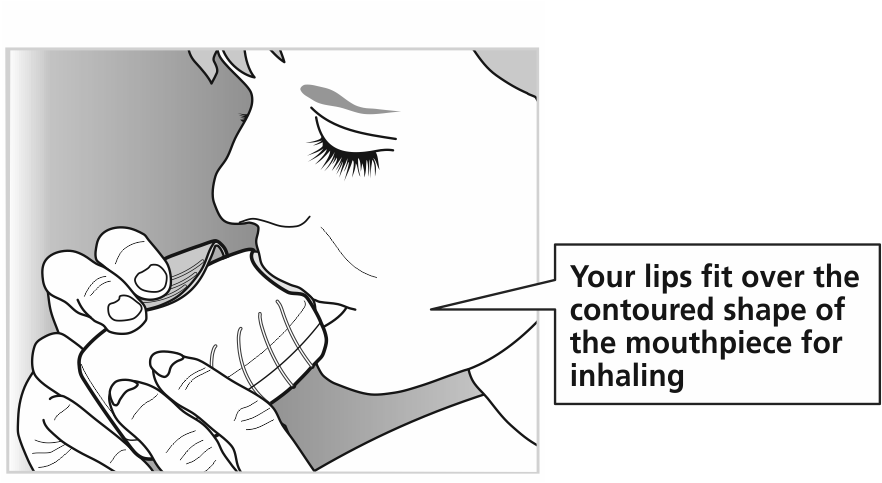 Your lips fit over the
contoured shape of
the mouthpiece for
inhaling